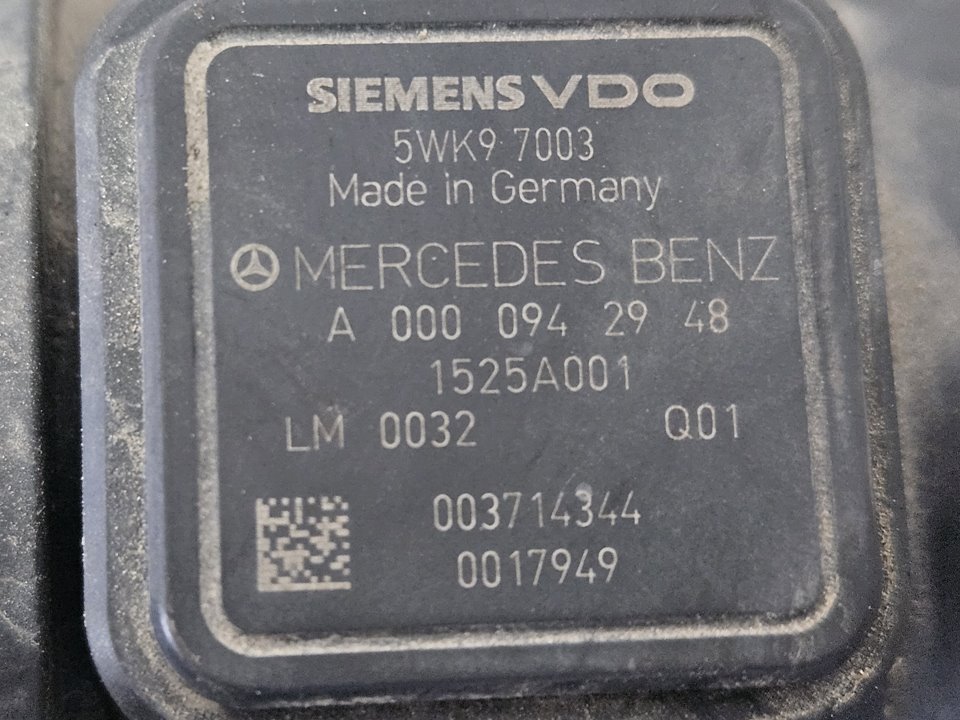 SIEMENS VDO
5WK9 7003
Made in Germany
MERCEDES BENZ
A 000 094 29 48
1525A001
LM 0032 Q01
003714344
0017949